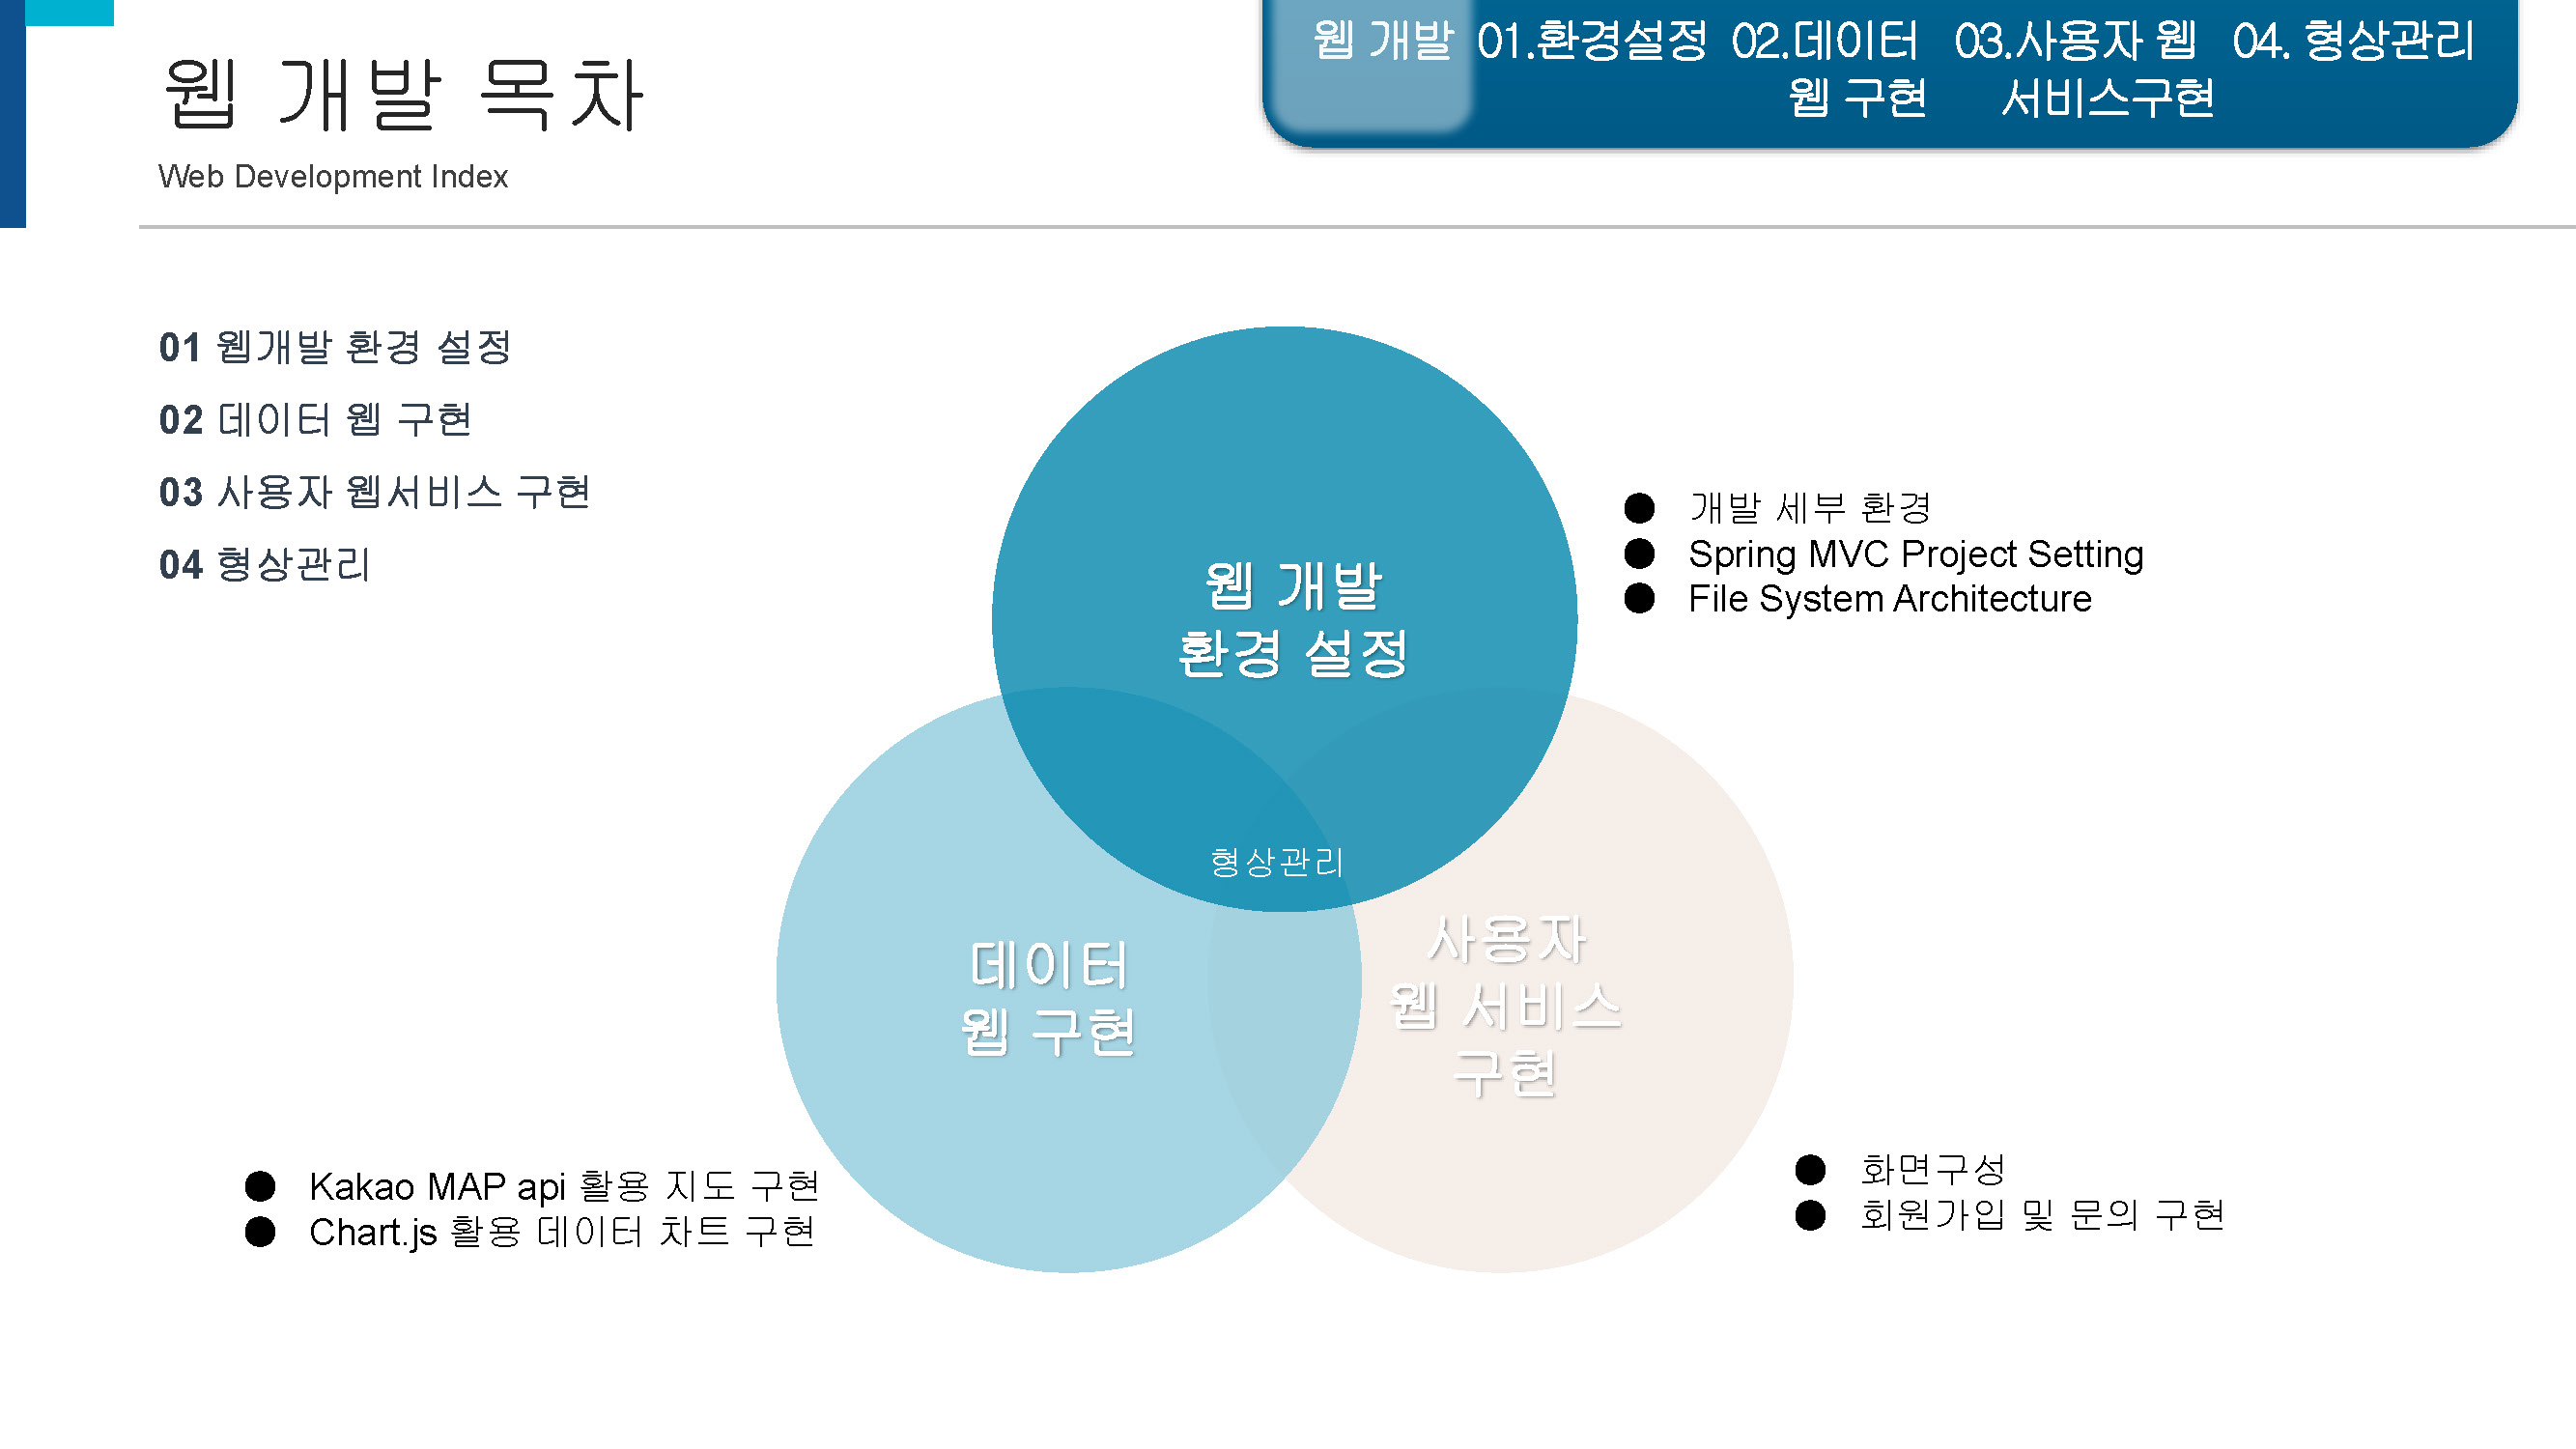 웹 개발 목차
Web Development Index
웹 개발 01.환경설정 02.데이터 03.사용자 웹 04. 형상관리
웹 구현 서비스구현
01 웹개발 환경 설정
02 데이터 웹 구현
03 사용자 웹서비스 구현
04 형상관리
웹 개발
환경 설정
● 개발 세부 환경
● Spring MVC Project Setting
● File System Architecture
형상관리
데이터
웹 구현
사용자
웹 서비스
구현
● Kakao MAP api 활용 지도 구현
● Chart.js 활용 데이터 차트 구현
● 화면구성
● 회원가입 및 문의 구현